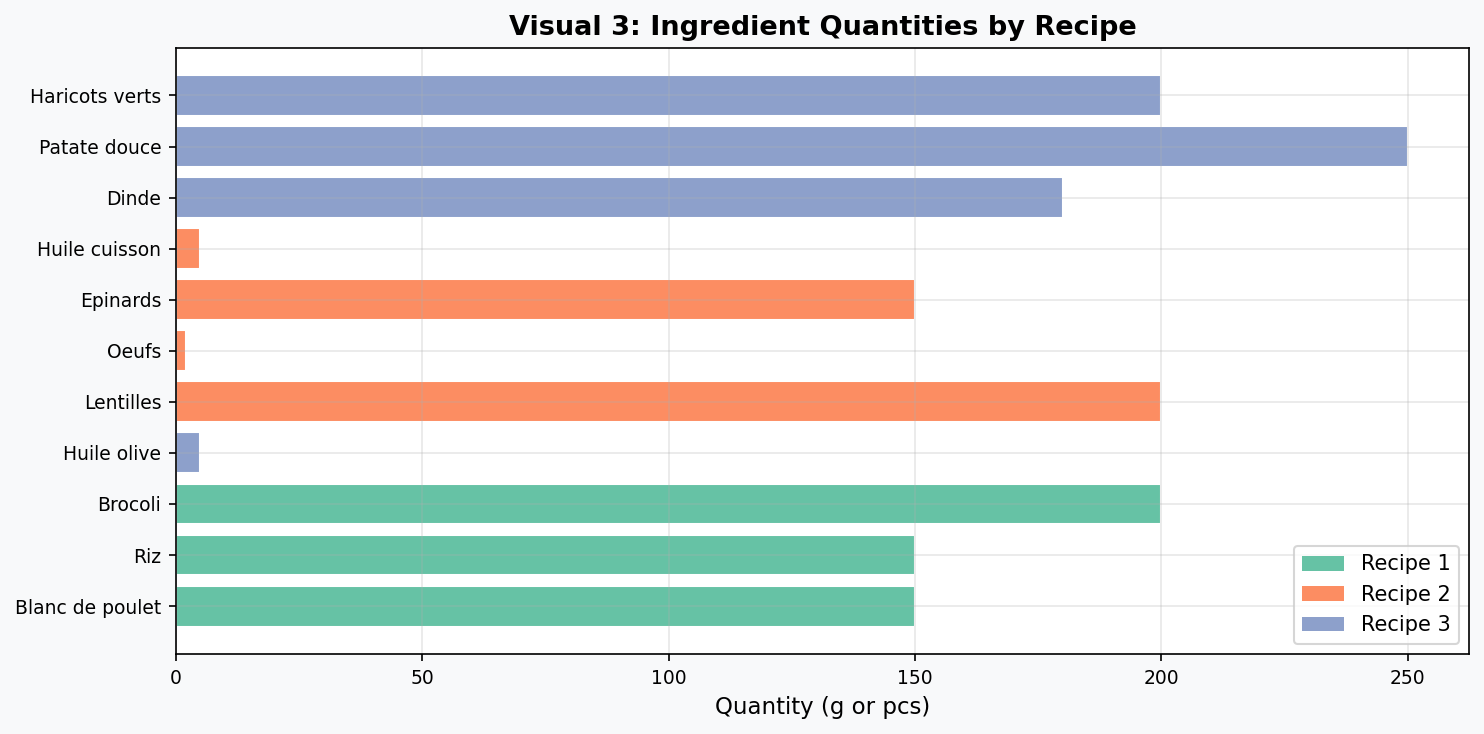 Visual 3: Ingredient Quantities by Recipe
Haricots verts
Patate douce
Dinde
Huile cuisson
Epinards
Oeufs
Lentilles
Huile olive
Brocoli
Riz
Blanc de poulet
Recipe 1
Recipe 2
Recipe 3
0 50 100 150 200 250
Quantity (g or pcs)